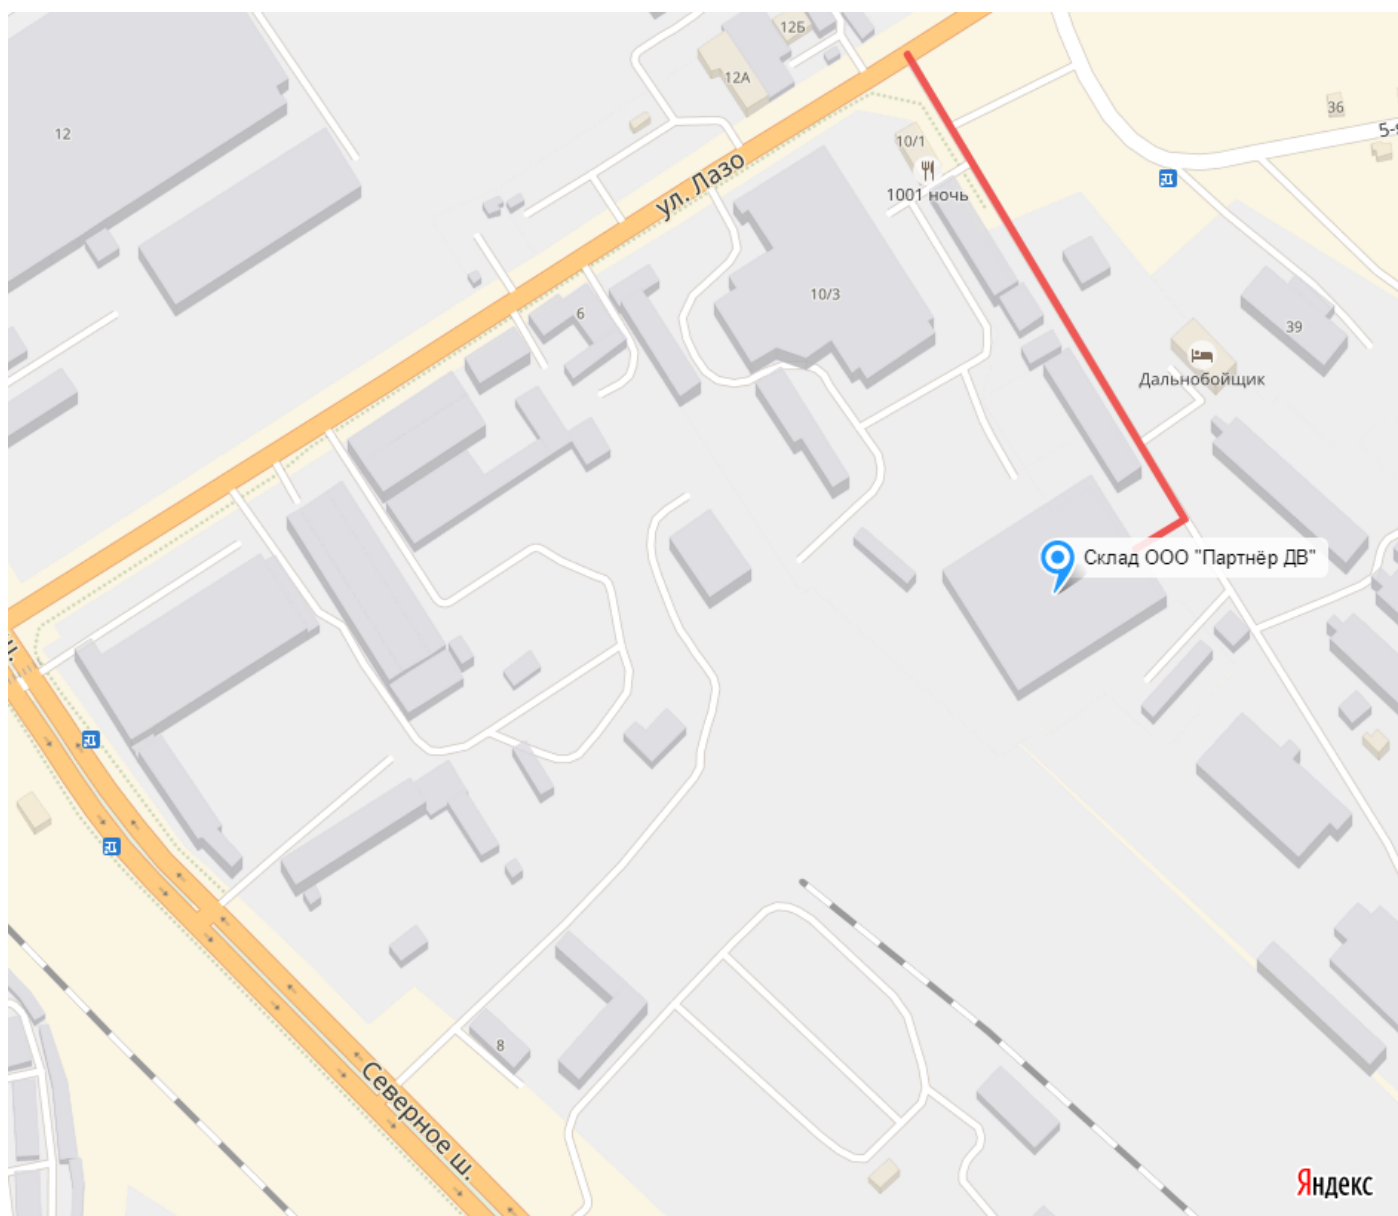 12Б
12А
12
36
5-я
10/1
1001 ночь
ул. Лазо
10/3
6
39
Дальнобойщик
Склад ООО "Партнёр ДВ"
8
Северное ш.
Яндекс